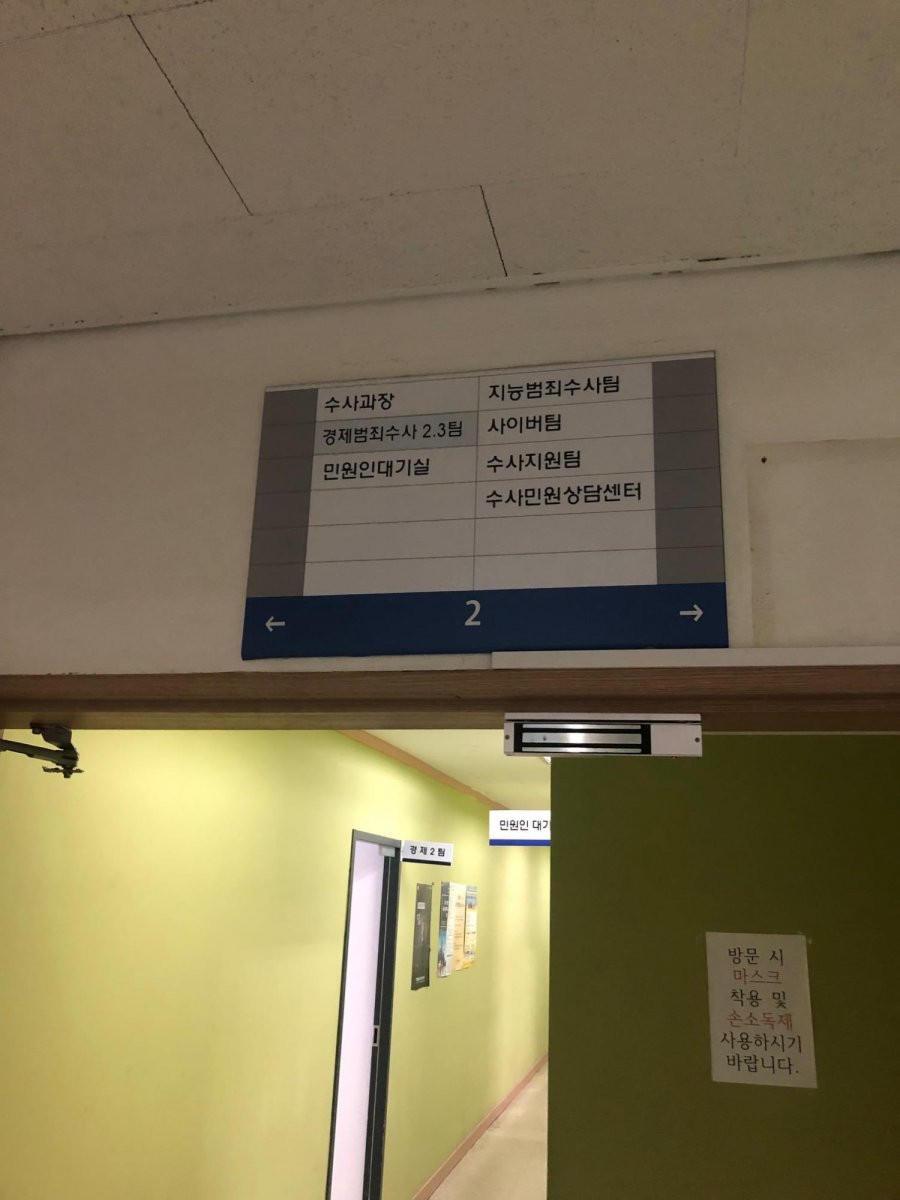 수사과장
경제범죄수사 2.3팀
민원인대기실
지능범죄수사팀
사이버팀
수사지원팀
수사민원상담센터
← 2 →
민원인 대기
경제2팀
방문 시
마스크
착용 및
손소독제
사용하시기
바랍니다.